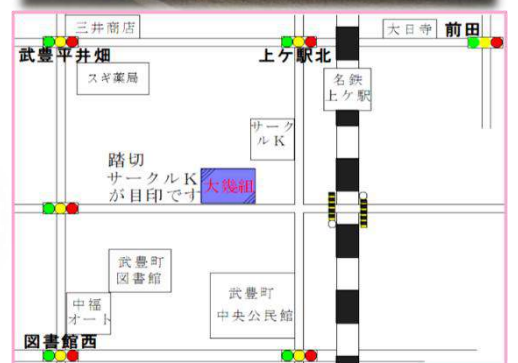 三井商店
大日寺
前田
武豊平井畑
上ケ駅北
スギ薬局
名鉄
上ケ駅
サーク
ルK
踏切
サークルK
が目印です
大幾組
武豊町
図書館
武豊町
中央公民館
中福
オート
図書館西